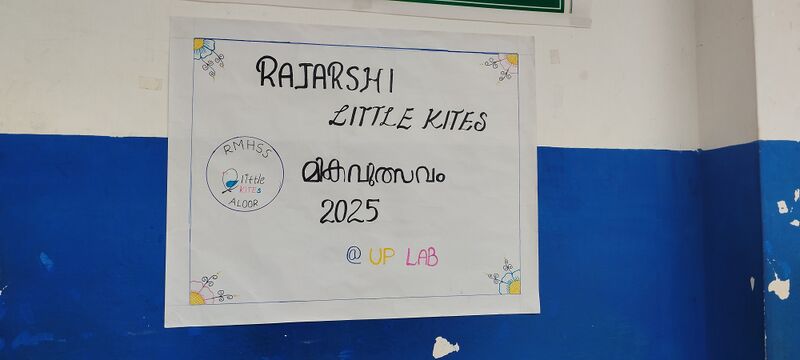 RAJARSHI
LITTLE KITES
RMHSS
little
KITES
ALOOR
മികവുത്സവം
2025
@ UP LAB